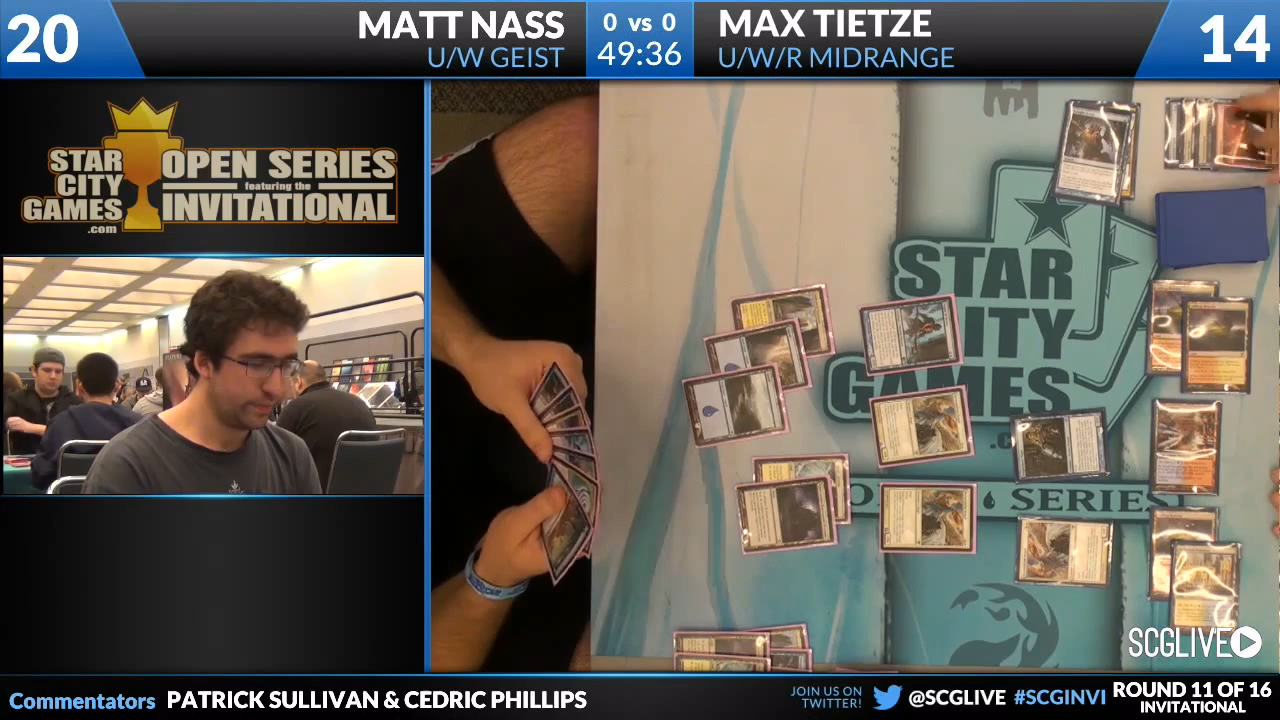 20
MATT NASS
U/W GEIST
0 vs 0
49:36
MAX TIETZE
U/W/R MIDRANGE
14
STAR
CITY
GAMES
.com
OPEN SERIES
featuring the
INVITATIONAL
STAR
CITY
GAMES
SERIES
SCGLIVE
Commentators PATRICK SULLIVAN & CEDRIC PHILLIPS
JOIN US ON
TWITTER!
@SCGLIVE #SCGINVI
ROUND 11 OF 16
INVITATIONAL